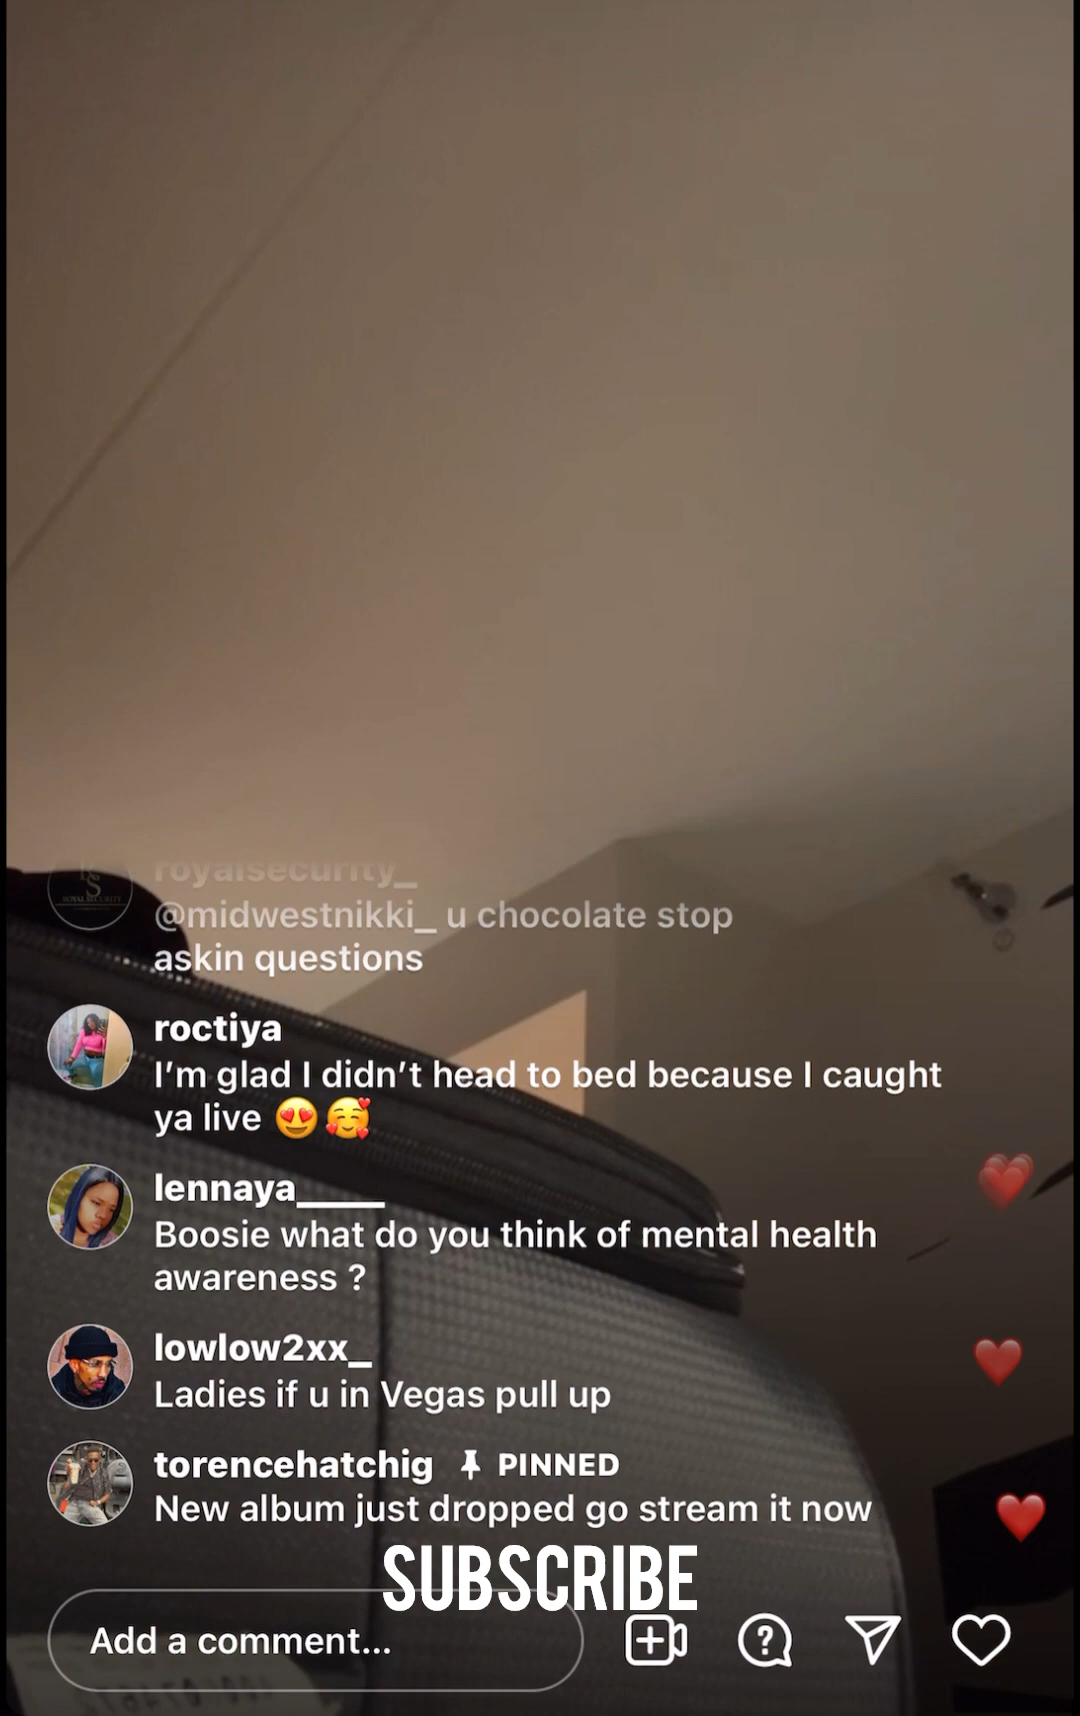 royalsecurity_
@midwestnikki_ u chocolate stop
askin questions
roctiya
I'm glad I didn't head to bed because I caught
ya live 😍🥰
lennaya_____
Boosie what do you think of mental health
awareness ?
lowlow2xx_
Ladies if u in Vegas pull up
torencehatchig PINNED
New album just dropped go stream it now
SUBSCRIBE
Add a comment...